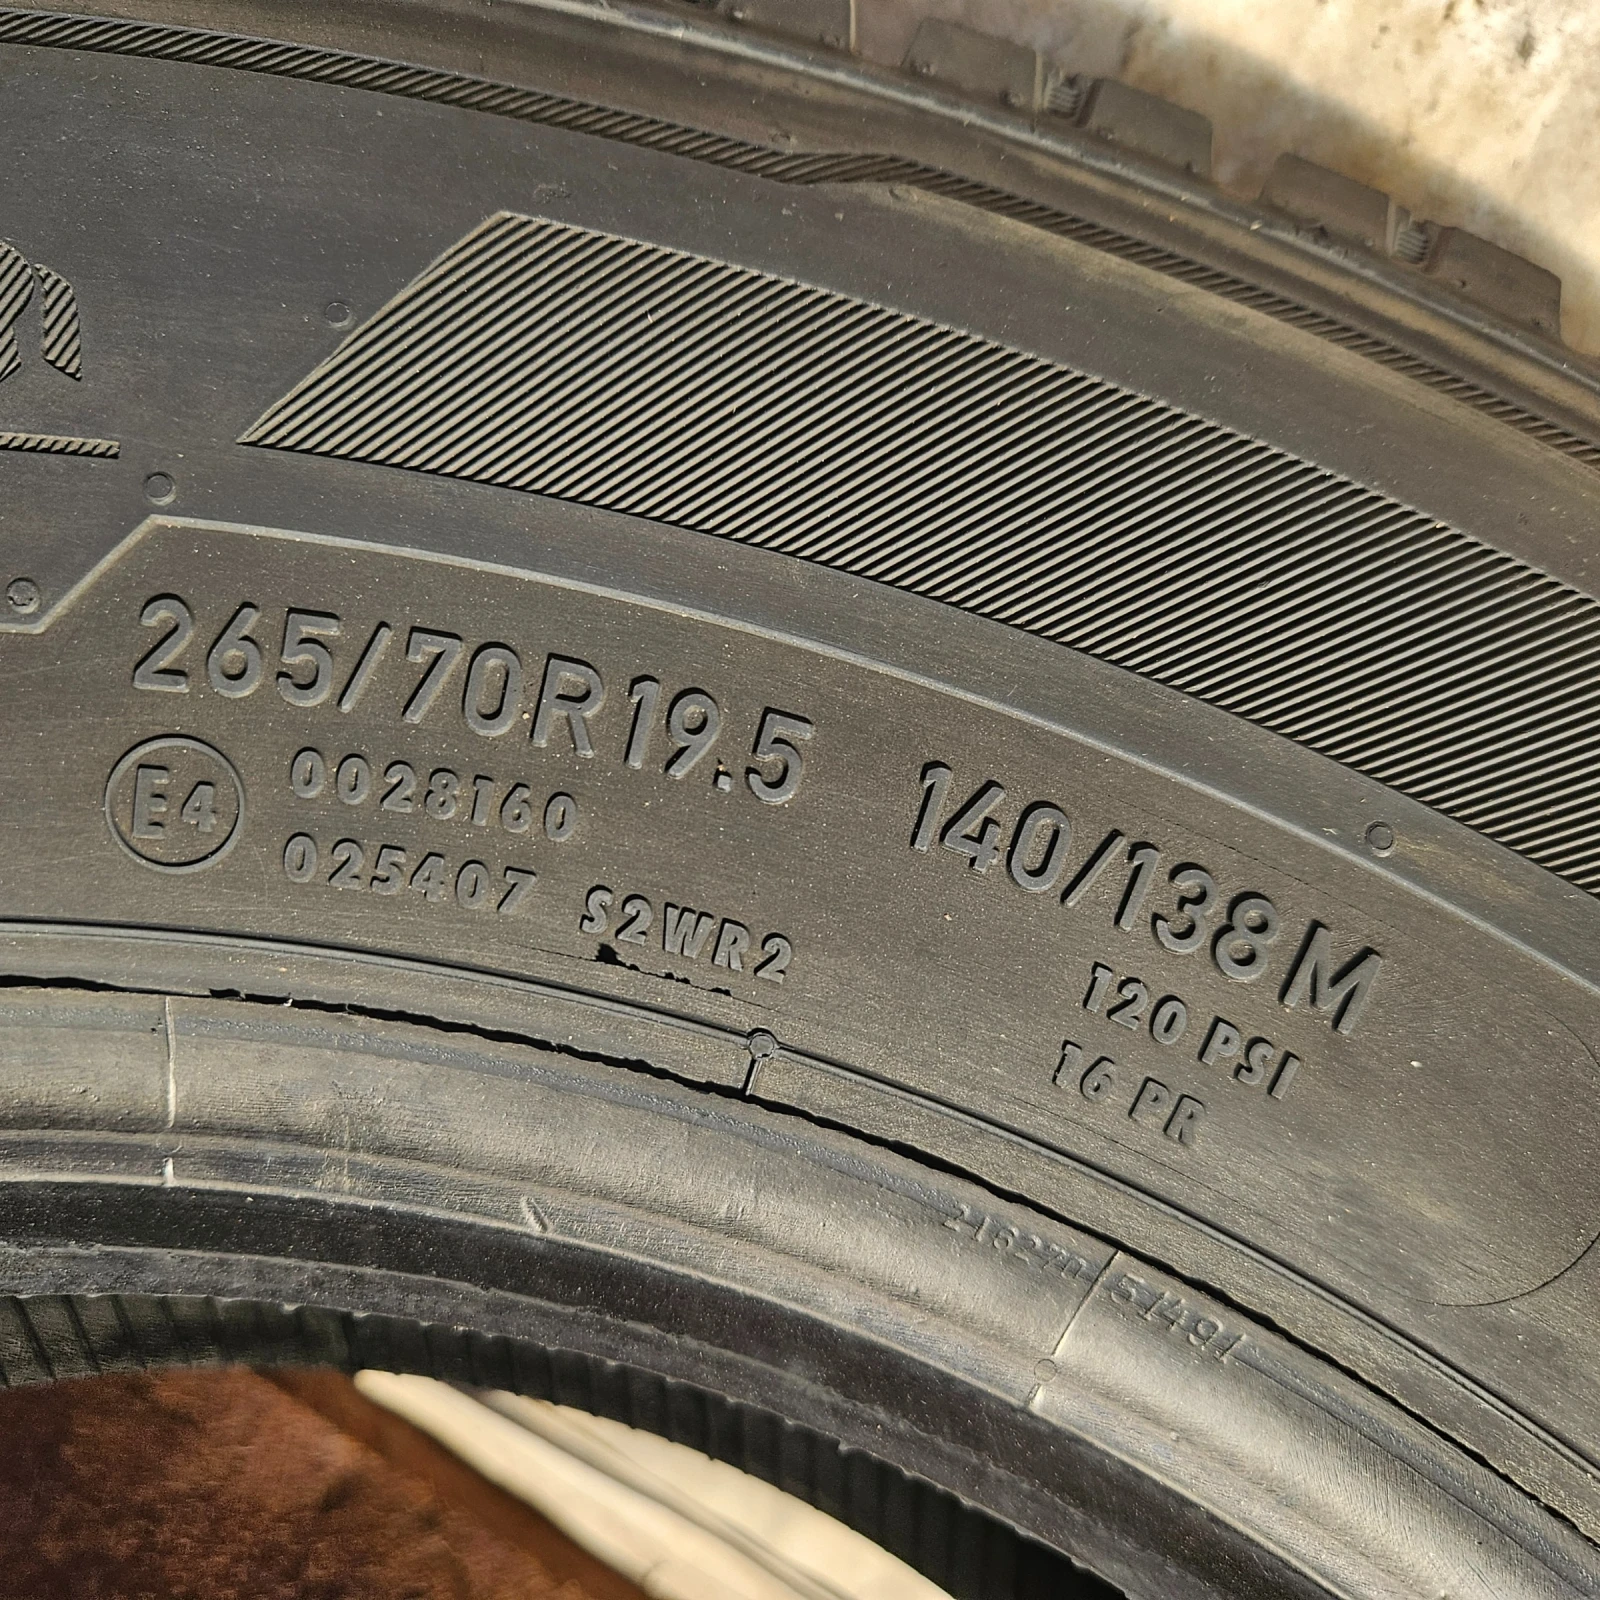 265/70R19.5 140/138M
E4 0028160
025407 S2WR2
120 PSI
16 PR